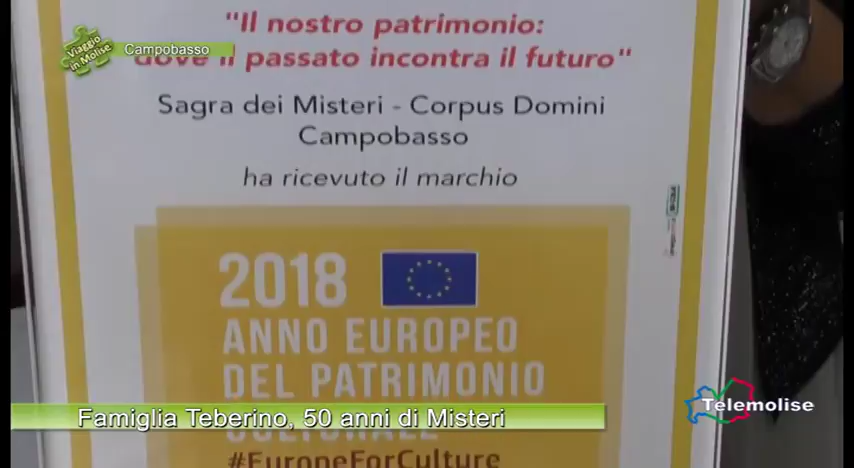 "Il nostro patrimonio:
Viaggio
in Molise
Campobasso
dove il passato incontra il futuro"
Sagra dei Misteri - Corpus Domini
Campobasso
ha ricevuto il marchio
2018
ANNO EUROPEO
DEL PATRIMONIO
Famiglia Teberino, 50 anni di Misteri
Telemolise
CULTURALE
#EuropeForCulture